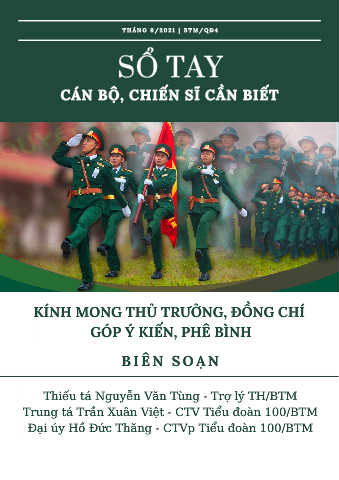 THÁNG 8/2021 | BTM/QĐ4
SỔ TAY
CÁN BỘ, CHIẾN SĨ CẦN BIẾT
KÍNH MONG THỦ TRƯỞNG, ĐỒNG CHÍ
GÓP Ý KIẾN, PHÊ BÌNH
BIÊN SOẠN
Thiếu tá Nguyễn Văn Tùng - Trợ lý TH/BTM
Trung tá Trần Xuân Việt - CTV Tiểu đoàn 100/BTM
Đại úy Hồ Đức Thăng - CTVp Tiểu đoàn 100/BTM